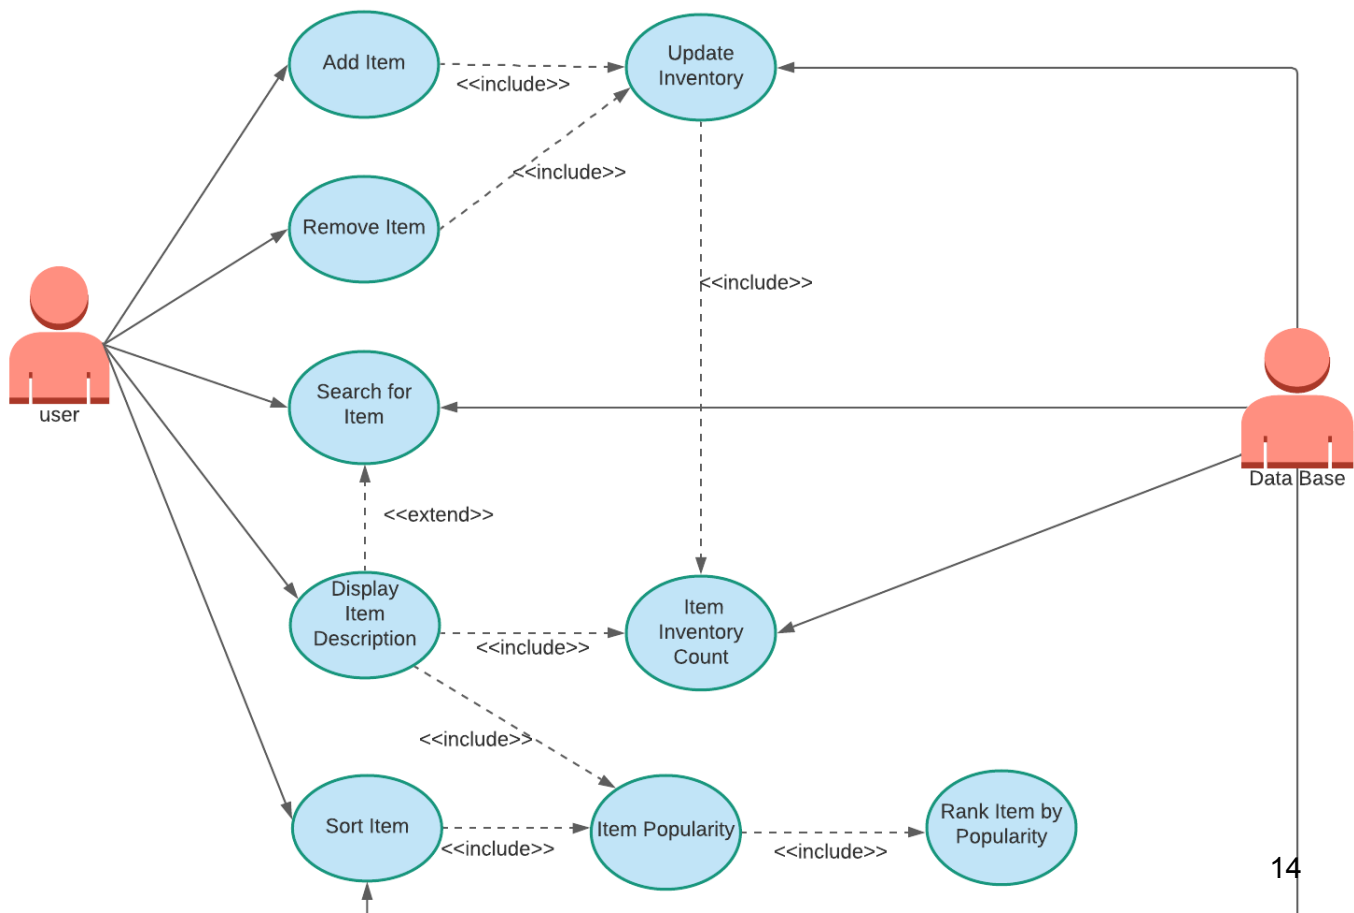 Add Item
<<include>>
Update
Inventory
<<include>>
Remove Item
<<include>>
user
Search for
Item
Data Base
<<extend>>
Display
Item
Description
<<include>>
Item
Inventory
Count
<<include>>
Sort Item
<<include>>
Item Popularity
<<include>>
Rank Item by
Popularity
14